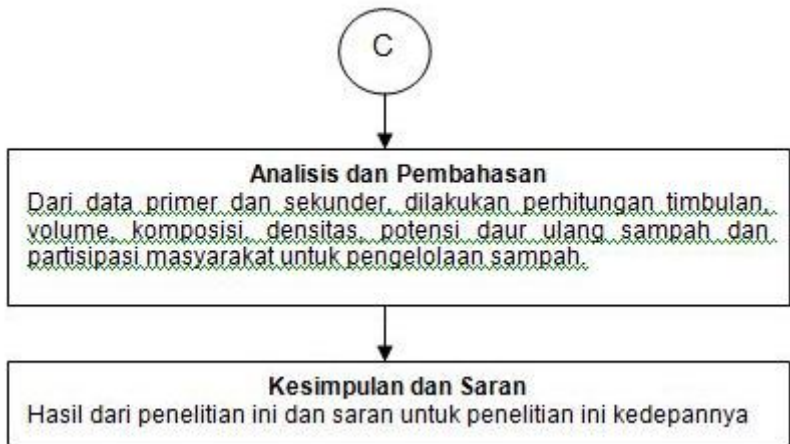 C
Analisis dan Pembahasan
Dari data primer dan sekunder, dilakukan perhitungan timbulan,
volume, komposisi, densitas, potensi daur ulang sampah dan
partisipasi masyarakat untuk pengelolaan sampah.
Kesimpulan dan Saran
Hasil dari penelitian ini dan saran untuk penelitian ini kedepannya